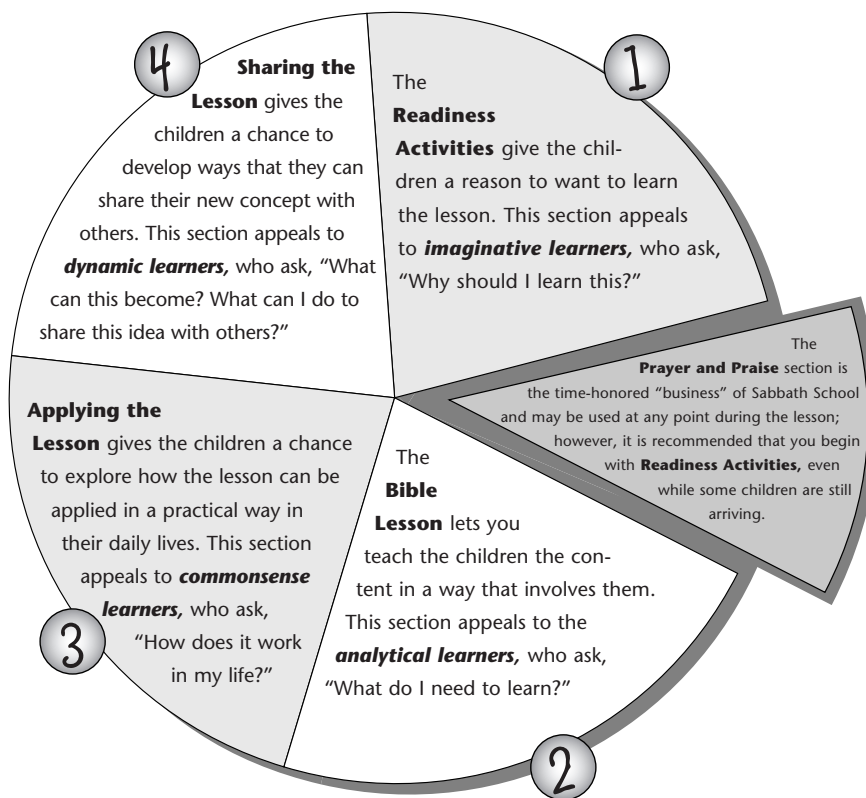 1
The
Readiness
Activities give the chil-
dren a reason to want to learn
the lesson. This section appeals
to imaginative learners, who ask,
“Why should I learn this?”
The
Prayer and Praise section is
the time-honored “business” of Sabbath School
and may be used at any point during the lesson;
however, it is recommended that you begin
with Readiness Activities, even
while some children are still
arriving.
2
The
Bible
Lesson lets you
teach the children the con-
tent in a way that involves them.
This section appeals to the
analytical learners, who ask,
“What do I need to learn?”
3
Applying the
Lesson gives the children a chance
to explore how the lesson can be
applied in a practical way in
their daily lives. This section
appeals to commonsense
learners, who ask,
“How does it work
in my life?”
4
Sharing the
Lesson gives the
children a chance to
develop ways that they can
share their new concept with
others. This section appeals to
dynamic learners, who ask, “What
can this become? What can I do to
share this idea with others?”